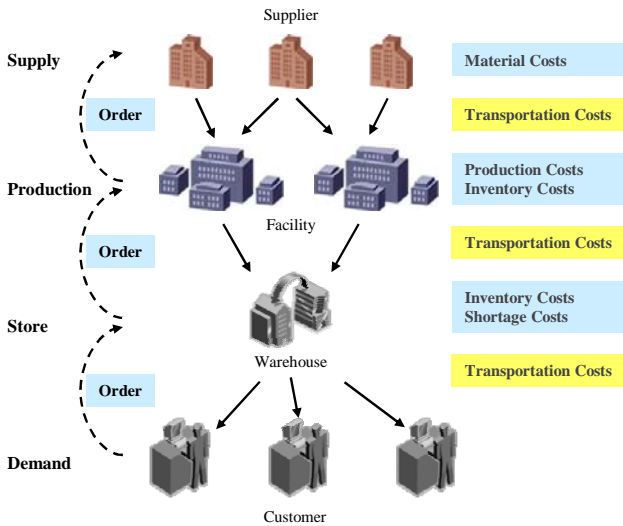 Supplier
Supply
Material Costs
Order
Transportation Costs
Production
Production Costs
Inventory Costs
Facility
Order
Transportation Costs
Inventory Costs
Shortage Costs
Store
Warehouse
Order
Transportation Costs
Demand
Customer